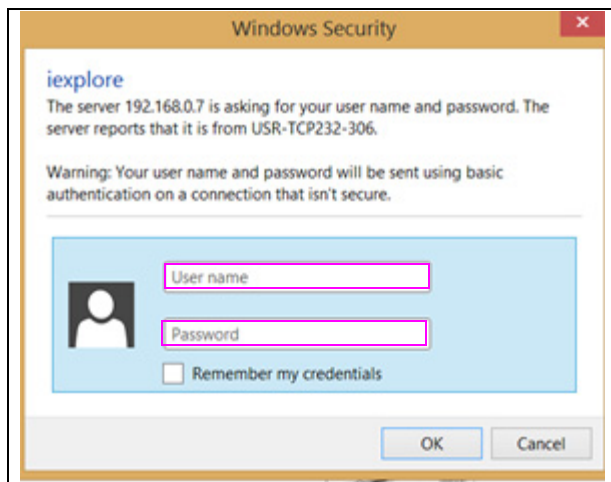 Windows Security
iexplore
The server 192.168.0.7 is asking for your user name and password. The
server reports that it is from USR-TCP232-306.
Warning: Your user name and password will be sent using basic
authentication on a connection that isn't secure.
User name
Password
Remember my credentials
OK
Cancel